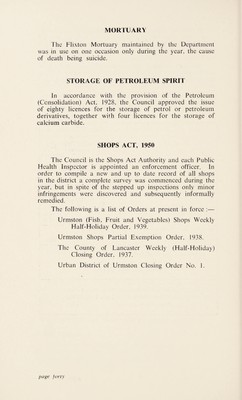 MORTUARY
The Flixton Mortuary maintained by the Department
was in use on one occasion only during the year, the cause
of death being suicide.
STORAGE OF PETROLEUM SPIRIT
In accordance with the provision of the Petroleum
(Consolidation) Act, 1928, the Council approved the issue
of eighty licences for the storage of petrol or petroleum
derivatives, together with four licences for the storage of
calcium carbide.
SHOPS ACT, 1950
The Council is the Shops Act Authority and each Public
Health Inspector is appointed an enforcement officer. In
order to compile a new and up to date record of all shops
in the district a complete survey was commenced during the
year, but in spite of the stepped up inspections only minor
infringements were discovered and subsequently informally
remedied.
The following is a list of Orders at present in force :—
Urmston (Fish, Fruit and Vegetables) Shops Weekly
Half-Holiday Order, 1939.
Urmston Shops Partial Exemption Order, 1938.
The County of Lancaster Weekly (Half-Holiday)
Closing Order, 1937.
Urban District of Urmston Closing Order No. 1.
page forty